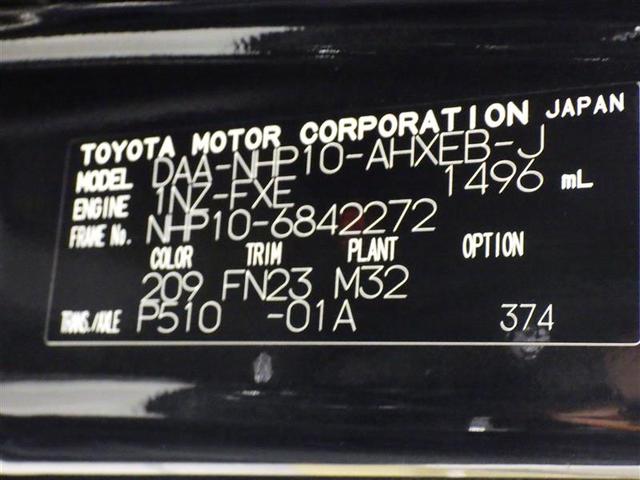 TOYOTA MOTOR CORPORATION JAPAN
MODEL DAA-NHP10-AHXEB-J
ENGINE 1NZ-FXE 1496 mL
FRAME No. NHP10-6842272
COLOR TRIM PLANT OPTION
209 FN23 M32
TRANS./AXLE P510 -01A 374